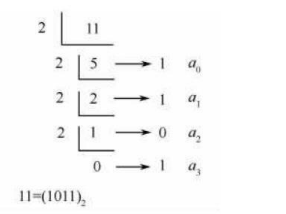 2 11
2 5 → 1 a₀
2 2 → 1 a₁
2 1 → 0 a₂
0 → 1 a₃
11=(1011)₂